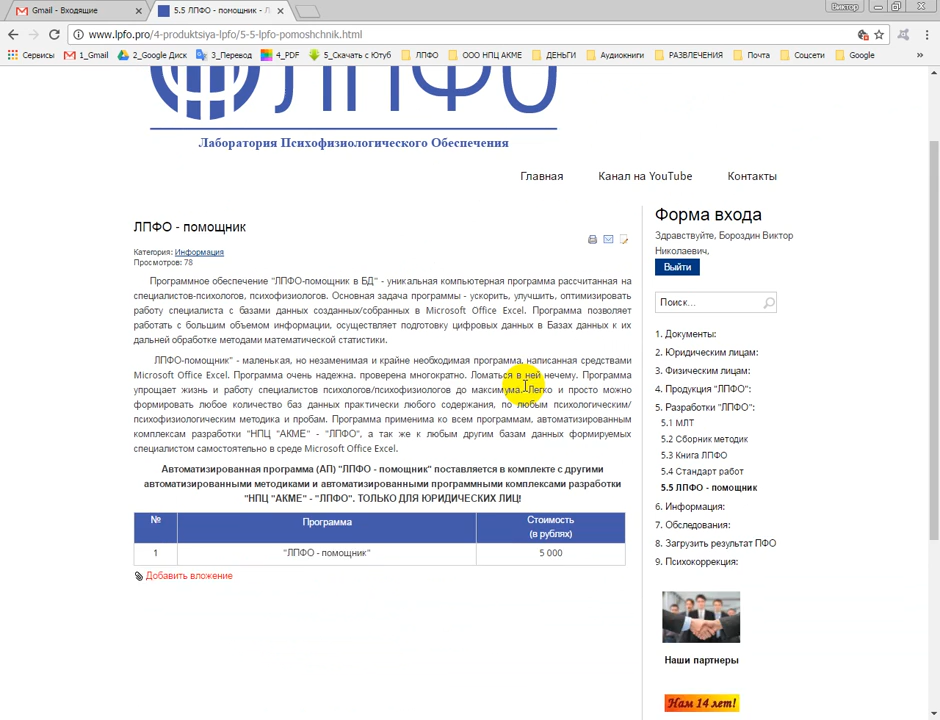 Gmail - Входящие
5.5 ЛПФО - помощник - Л
Виктор
www.lpfo.pro/4-produktsiya-lpfo/5-5-lpfo-pomoshchnik.html
Сервисы 1_Gmail 2_Google Диск 3_Перевод 4_PDF 5_Скачать с Ютуб ЛПФО ООО НПЦ АКМЕ ДЕНЬГИ Аудиокниги РАЗВЛЕЧЕНИЯ Почта Соцсети Google »
ЛПФО
Лаборатория Психофизиологического Обеспечения
Главная Канал на YouTube Контакты
ЛПФО - помощник
Категория: Информация
Просмотров: 78
Программное обеспечение "ЛПФО-помощник в БД" - уникальная компьютерная программа рассчитанная на
специалистов-психологов, психофизиологов. Основная задача программы - ускорить, улучшить, оптимизировать
работу специалиста с базами данных созданных/собранных в Microsoft Office Excel. Программа позволяет
работать с большим объемом информации, осуществляет подготовку цифровых данных в Базах данных к их
дальней обработке методами математической статистики.
ЛПФО-помощник" - маленькая, но незаменимая и крайне необходимая программа, написанная средствами
Microsoft Office Excel. Программа очень надежна, проверена многократно. Ломаться в ней нечему. Программа
упрощает жизнь и работу специалистов психологов/психофизиологов до максимума. Легко и просто можно
формировать любое количество баз данных практически любого содержания, по любым психологическим/
психофизиологическим методика и пробам. Программа применима ко всем программам, автоматизированным
комплексам разработки "НПЦ "АКМЕ" - "ЛПФО", а так же к любым другим базам данных формируемых
специалистом самостоятельно в среде Microsoft Office Excel.
Автоматизированная программа (АП) "ЛПФО - помощник" поставляется в комплекте с другими
автоматизированными методиками и автоматизированными программными комплексами разработки
"НПЦ "АКМЕ" - "ЛПФО". ТОЛЬКО ДЛЯ ЮРИДИЧЕСКИХ ЛИЦ!
№ Программа Стоимость
(в рублях)
1 "ЛПФО - помощник" 5 000
Добавить вложение
Форма входа
Здравствуйте, Бороздин Виктор
Николаевич,
Выйти
Поиск...
1. Документы:
2. Юридическим лицам:
3. Физическим лицам:
4. Продукция "ЛПФО":
5. Разработки "ЛПФО":
5.1 МЛТ
5.2 Сборник методик
5.3 Книга ЛПФО
5.4 Стандарт работ
5.5 ЛПФО - помощник
6. Информация:
7. Обследования:
8. Загрузить результат ПФО
9. Психокоррекция:
Наши партнеры
Нам 14 лет!